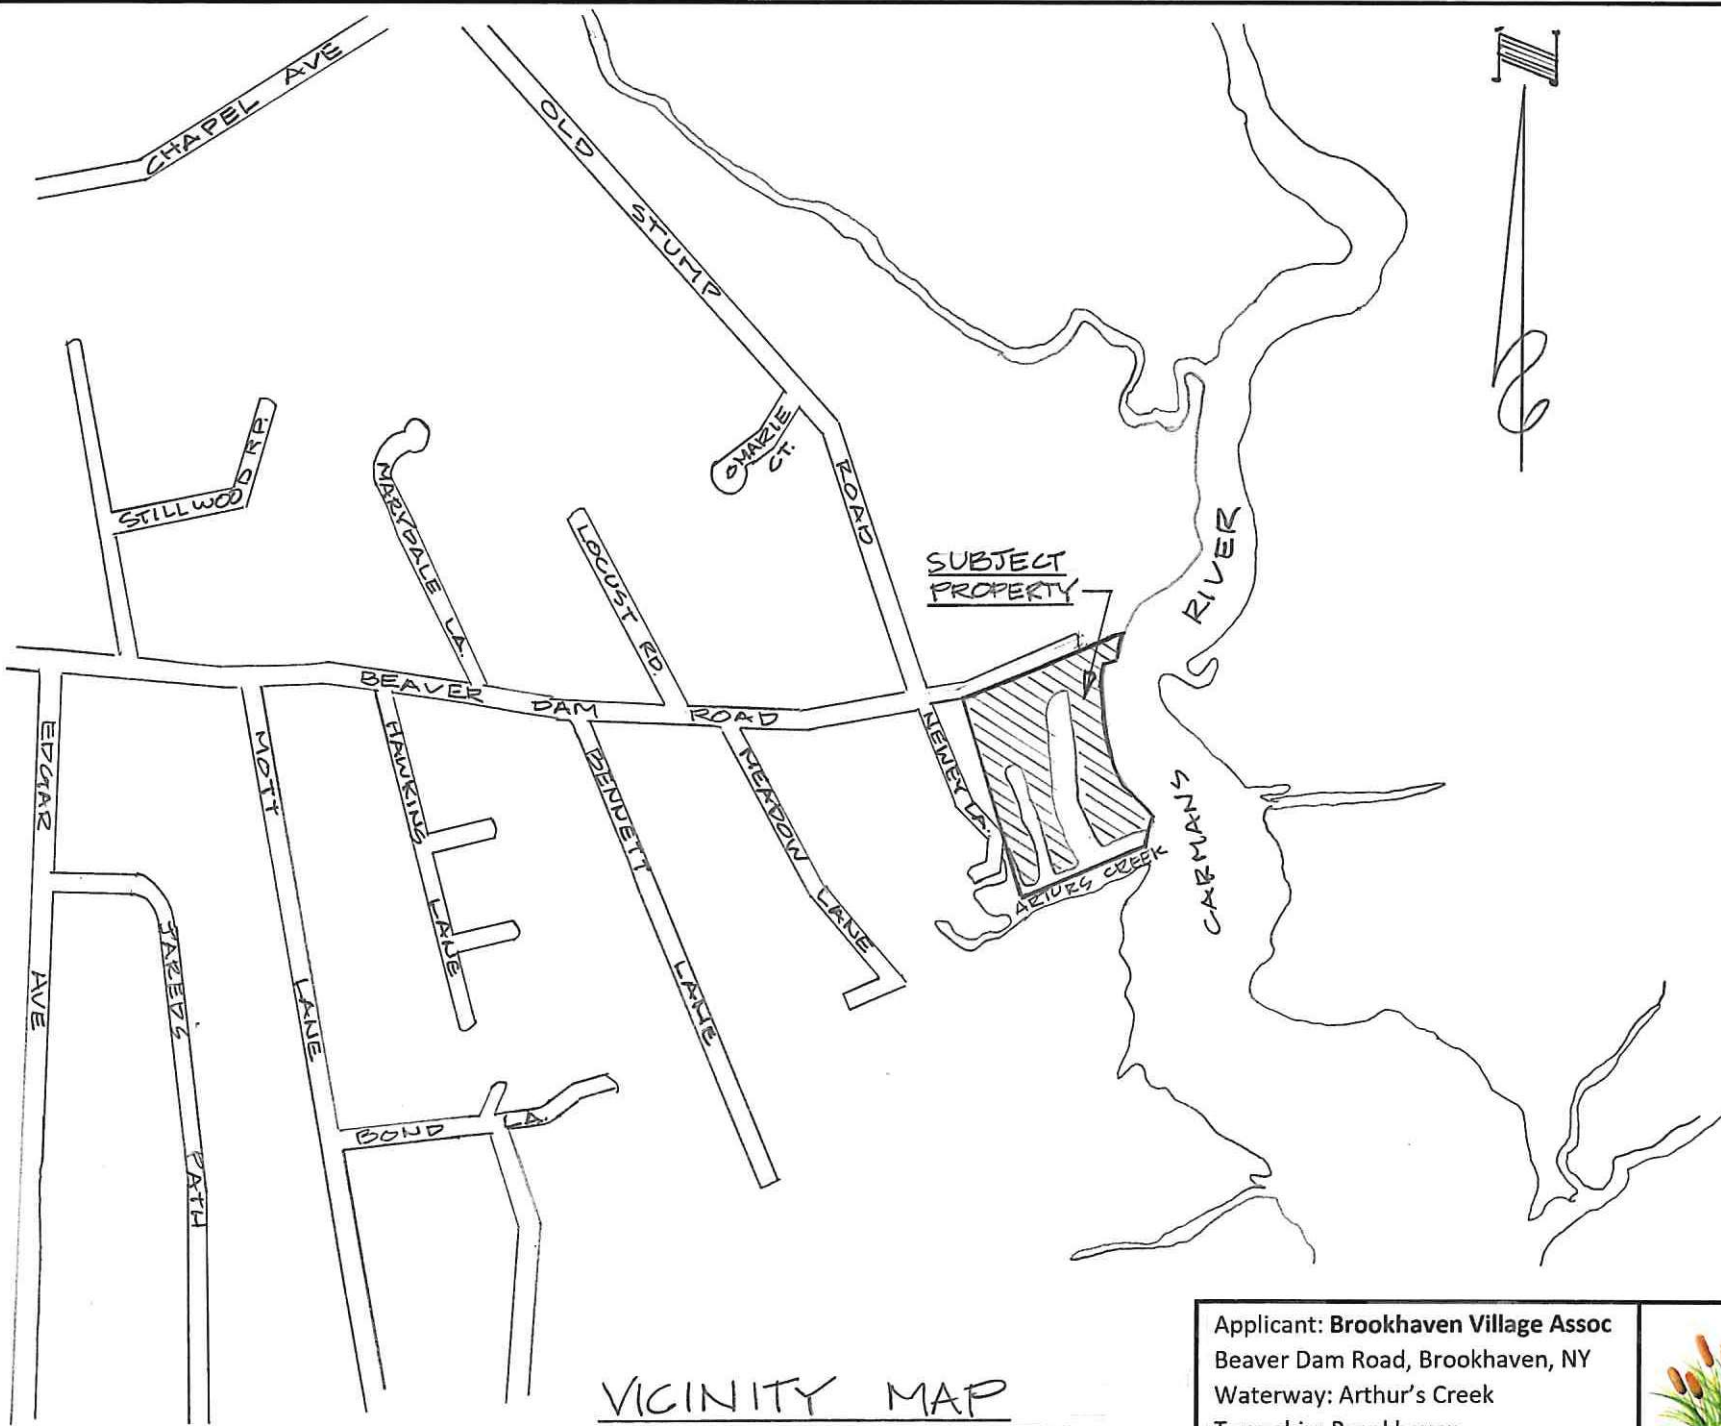 CHAPEL AVE
OLD STUMP ROAD
MARIE
CT.
STILLWOOD RD.
MARYDALE LA.
LOCUST RD.
SUBJECT
PROPERTY
RIVER
CARMANS
BEAVER DAM ROAD
EDGAR AVE
MOTT LANE
HAWKINS LANE
BENNETT LANE
MEADOW LANE
NEWEY LA.
ARTURS CREEK
JAREDS PATH
BOND LA.
VICINITY MAP
Applicant: Brookhaven Village Assoc
Beaver Dam Road, Brookhaven, NY
Waterway: Arthur's Creek